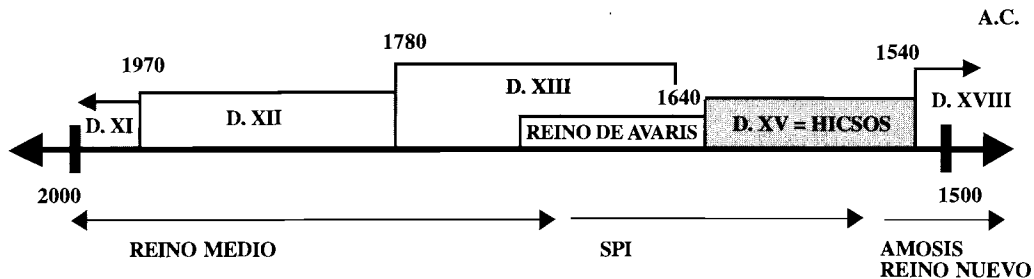 A.C.
1780
1540
1970
D. XIII
1640
D. XVIII
D. XI
D. XII
REINO DE AVARIS
D. XV = HICSOS
2000
1500
REINO MEDIO
SPI
AMOSIS
REINO NUEVO